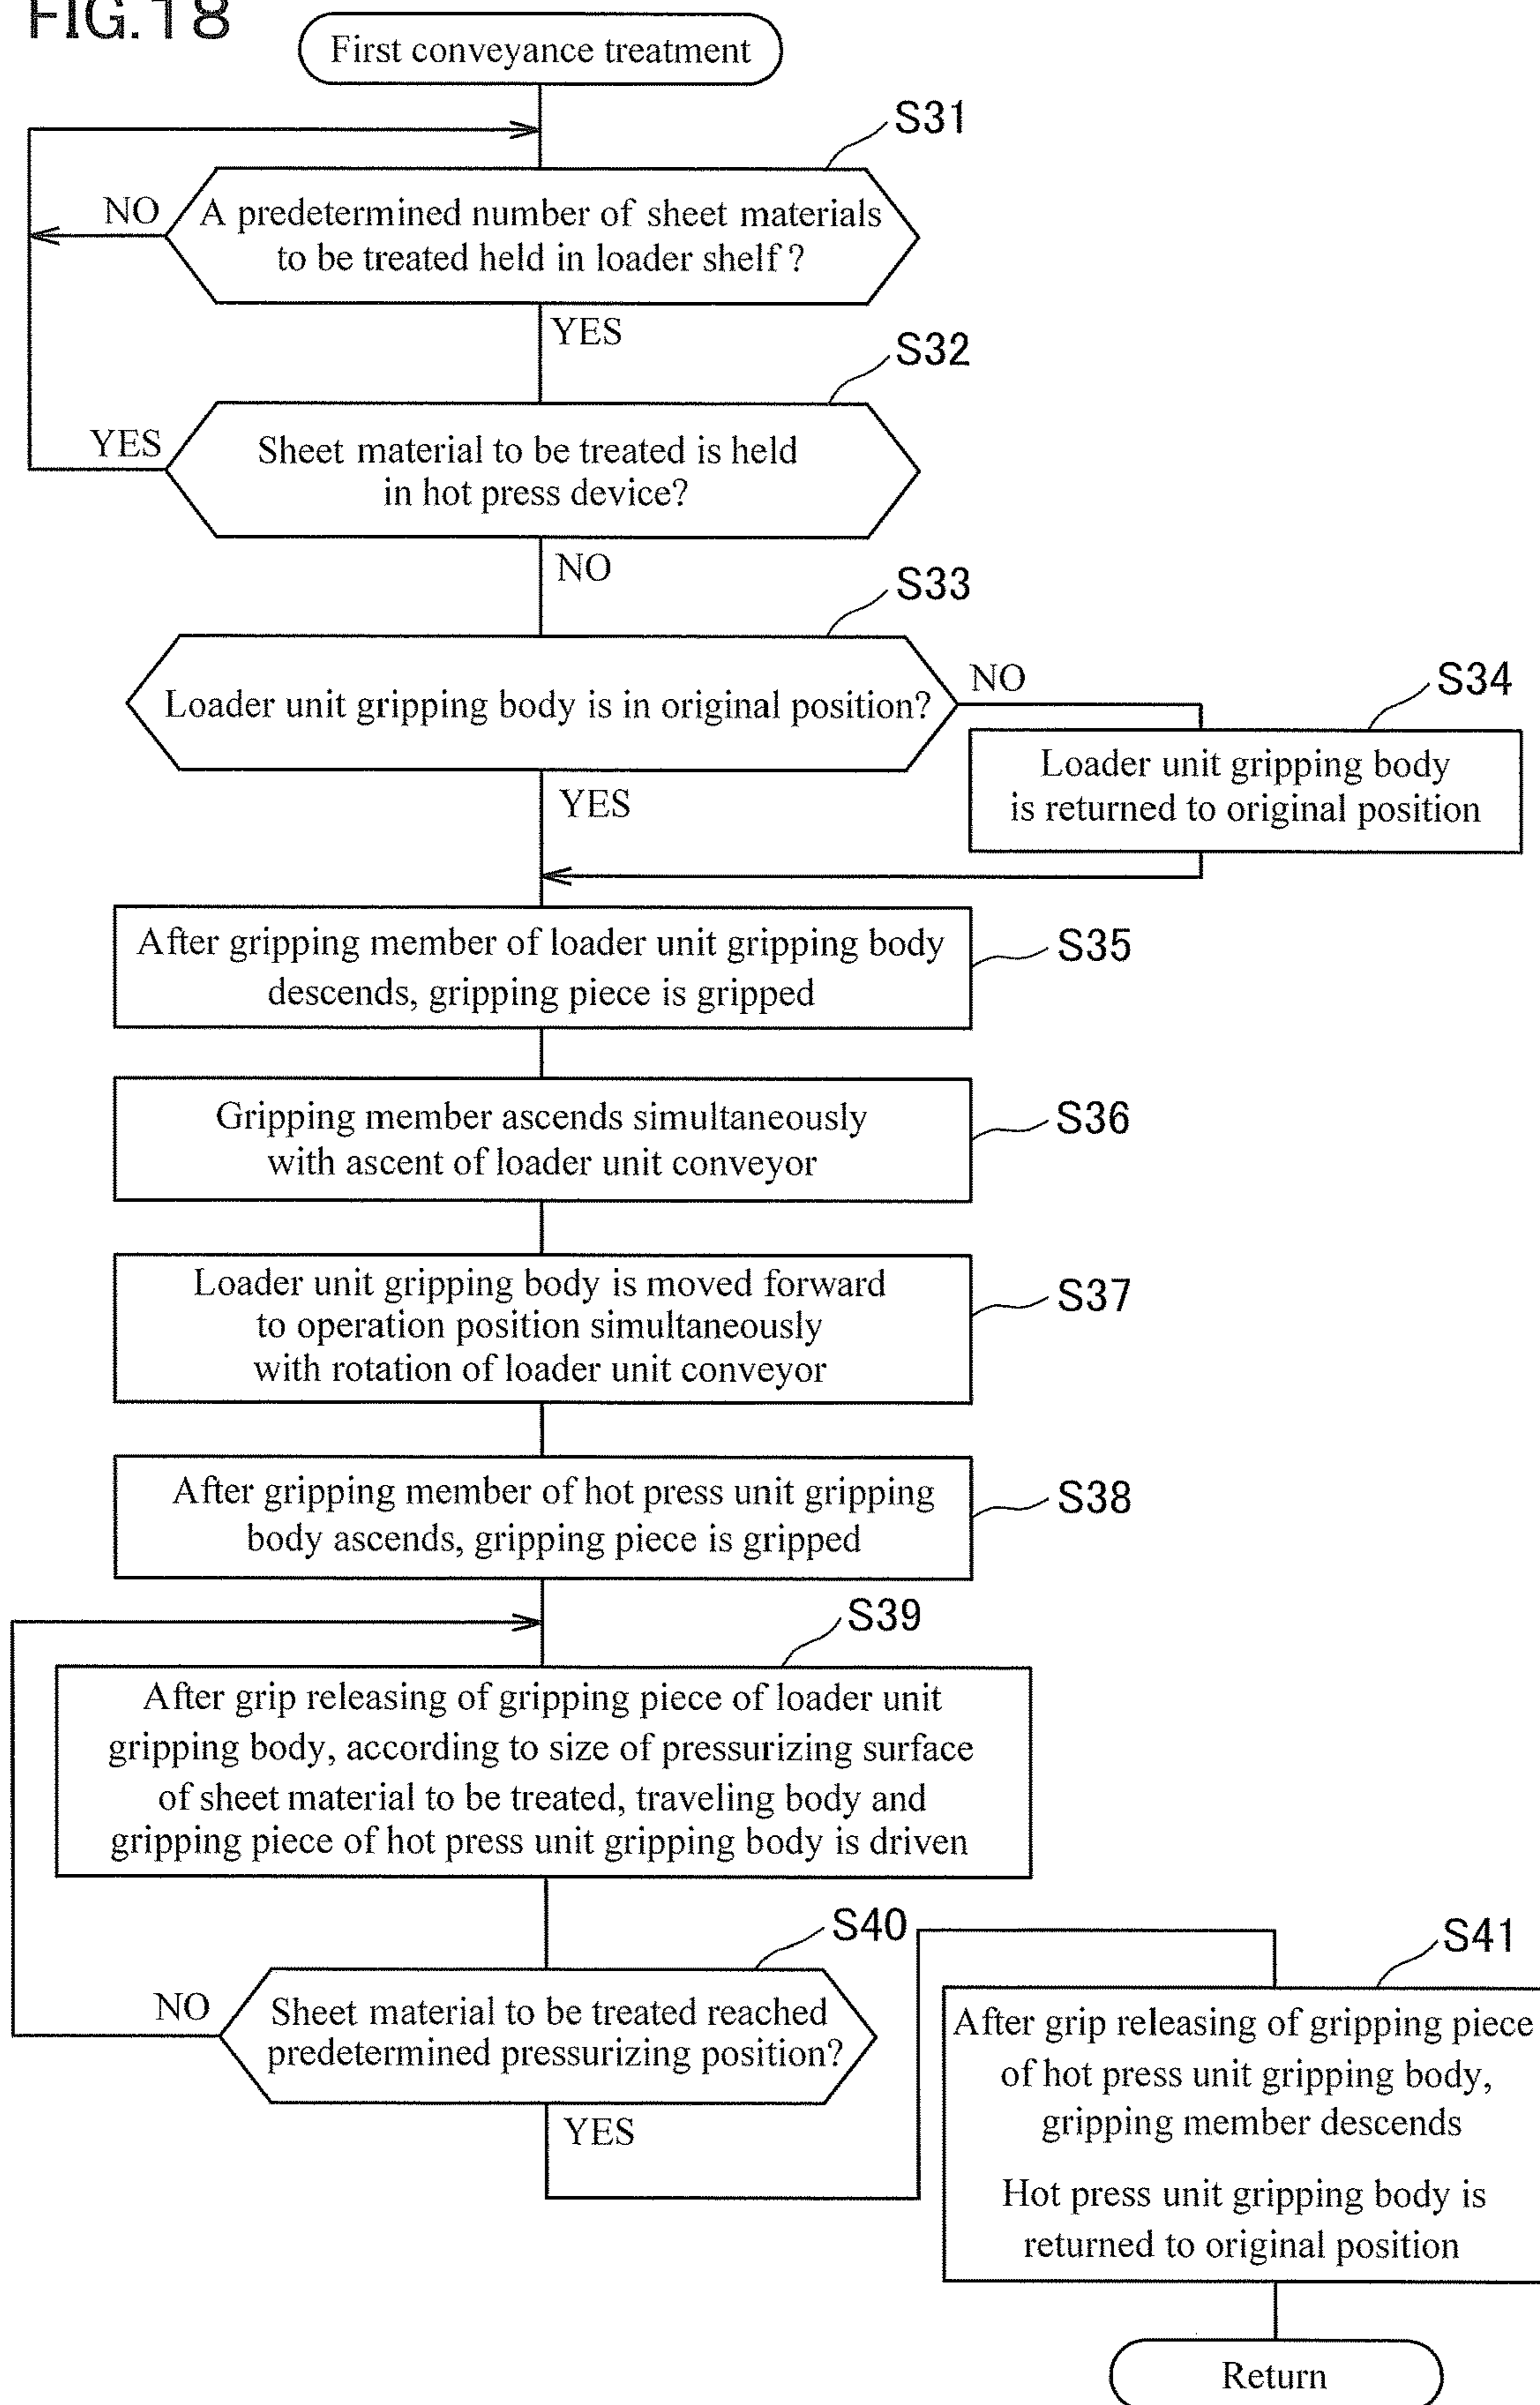 FIG.18
First conveyance treatment
S31
A predetermined number of sheet materials
to be treated held in loader shelf?
NO
YES
S32
Sheet material to be treated is held
in hot press device?
YES
NO
S33
Loader unit gripping body is in original position?
NO
YES
S34
Loader unit gripping body
is returned to original position
After gripping member of loader unit gripping body
descends, gripping piece is gripped
S35
Gripping member ascends simultaneously
with ascent of loader unit conveyor
S36
Loader unit gripping body is moved forward
to operation position simultaneously
with rotation of loader unit conveyor
S37
After gripping member of hot press unit gripping
body ascends, gripping piece is gripped
S38
S39
After grip releasing of gripping piece of loader unit
gripping body, according to size of pressurizing surface
of sheet material to be treated, traveling body and
gripping piece of hot press unit gripping body is driven
S40
Sheet material to be treated reached
predetermined pressurizing position?
NO
YES
S41
After grip releasing of gripping piece
of hot press unit gripping body,
gripping member descends
Hot press unit gripping body is
returned to original position
Return